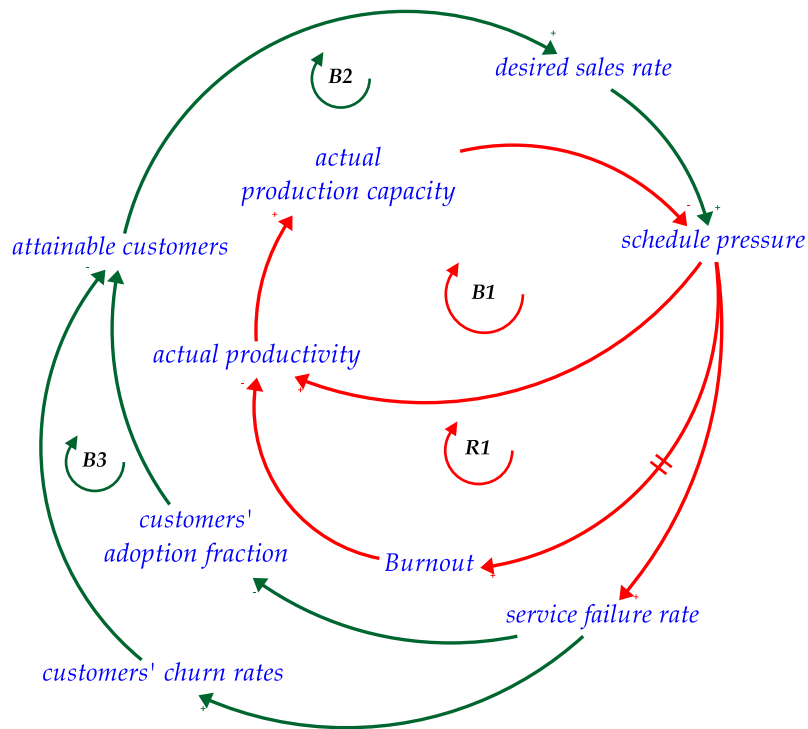 +
desired sales rate
B2
actual
production capacity
+
-
+
schedule pressure
attainable customers
-
B1
actual productivity
-
+
B3
R1
customers'
adoption fraction
Burnout
+
-
+
service failure rate
customers' churn rates
+